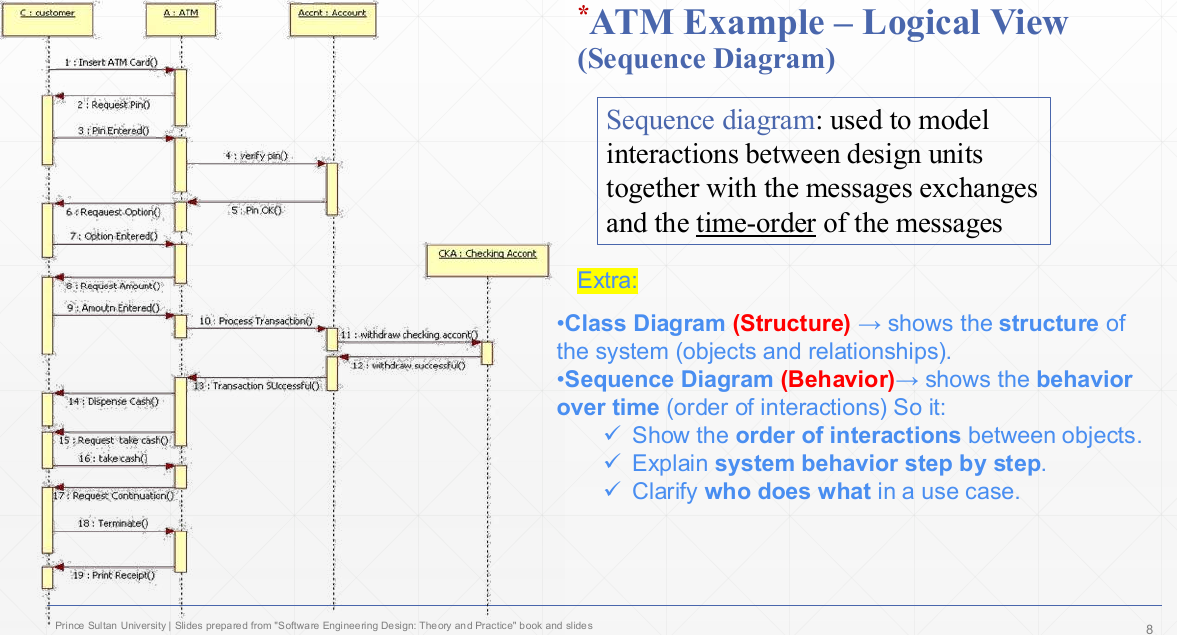 C : customer
A : ATM
Accnt : Account
1 : Insert ATM Card()
2 : Request Pin()
3 : Pin Entered()
4 : verify pin()
5 : Pin OK()
6 : Reqauest Option()
7 : Option Entered()
CKA : Checking Accont
8 : Request Amount()
9 : Amoutn Entered()
10 : Process Transaction()
11 : withdraw checking accont()
12 : withdraw successful()
13 : Transaction SUccessful()
14 : Dispense Cash()
15 : Request take cash()
16 : take cash()
17 : Request Continuation()
18 : Terminate()
19 : Print Receipt()
*ATM Example – Logical View
(Sequence Diagram)
Sequence diagram: used to model
interactions between design units
together with the messages exchanges
and the time-order of the messages
Extra:
•Class Diagram (Structure) → shows the structure of
the system (objects and relationships).
•Sequence Diagram (Behavior)→ shows the behavior
over time (order of interactions) So it:
✓ Show the order of interactions between objects.
✓ Explain system behavior step by step.
✓ Clarify who does what in a use case.
Prince Sultan University | Slides prepared from "Software Engineering Design: Theory and Practice" book and slides
8